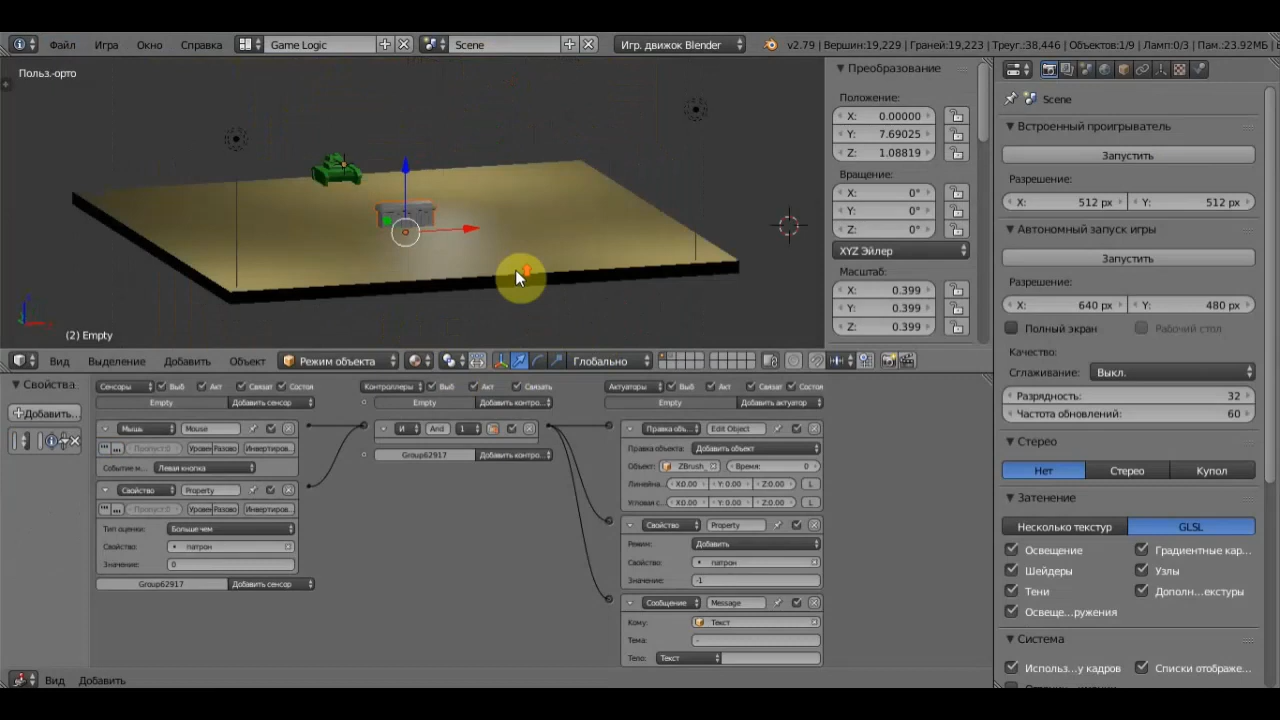 Файл Игра Окно Справка Game Logic Scene Игр. движок Blender v2.79 | Вершин:19,229 | Граней:19,223 | Треуг.:38,446 | Объектов:1/9 | Ламп:0/3 | Пам.:23.92МБ |
Польз.-орто
(2) Empty
Преобразование
Положение:
X: 0.00000
Y: 7.69025
Z: 1.08819
Вращение:
X: 0°
Y: 0°
Z: 0°
XYZ Эйлер
Масштаб:
X: 0.399
Y: 0.399
Z: 0.399
Вид Выделение Добавить Объект Режим объекта Глобально
Свойства
Добавить...
Сенсоры Выб Акт Связат Состоя
Empty Добавить сенсор
Мышь Mouse
Пропуст:0 Уровен Разово Инвертиров...
Событие м... Левая кнопка
Свойство Property
Пропуст:0 Уровен Разово Инвертиров...
Тип оценки: Больше чем
Свойство: патрон
Значение: 0
Group62917 Добавить сенсор
Контроллеры Выб Акт Связать
Empty Добавить контро...
И And 1
Group62917 Добавить контро...
Актуаторы Выб Акт Связат Состоя
Empty Добавить актуатор
Правка объ... Edit Object
Правка объекта: Добавить объект
Объект: ZBrush_ Время: 0
Линейна... X:0.00 Y: 0.00 Z:0.00 L
Угловая с... X:0.00 Y: 0.00 Z:0.00 L
Свойство Property
Режим: Добавить
Свойство: патрон
Значение: -1
Сообщение Message
Кому: Текст
Тема: -
Тело: Текст
Вид Добавить
Scene
Встроенный проигрыватель
Запустить
Разрешение:
X: 512 px Y: 512 px
Автономный запуск игры
Запустить
Разрешение:
X: 640 px Y: 480 px
Полный экран Рабочий стол
Качество:
Сглаживание: Выкл.
Разрядность: 32
Частота обновлений: 60
Стерео
Нет Стерео Купол
Затенение
Несколько текстур GLSL
Освещение Градиентные кар...
Шейдеры Узлы
Тени Дополн...екстуры
Освеще...ружения
Система
Использ...у кадров Списки отображе...